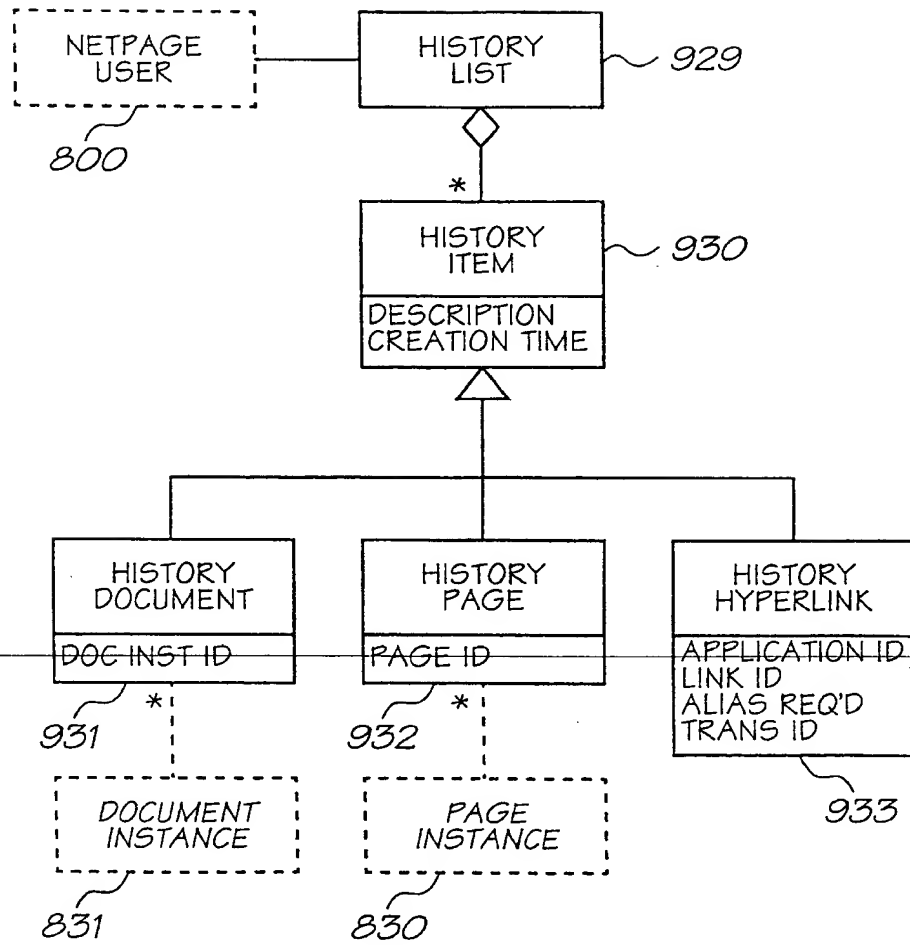 NETPAGE
USER
800
HISTORY
LIST
929
*
HISTORY
ITEM
930
DESCRIPTION
CREATION TIME
HISTORY
DOCUMENT
DOC INST ID
931
*
HISTORY
PAGE
PAGE ID
932
*
HISTORY
HYPERLINK
APPLICATION ID
LINK ID
ALIAS REQ'D
TRANS ID
933
DOCUMENT
INSTANCE
831
PAGE
INSTANCE
830